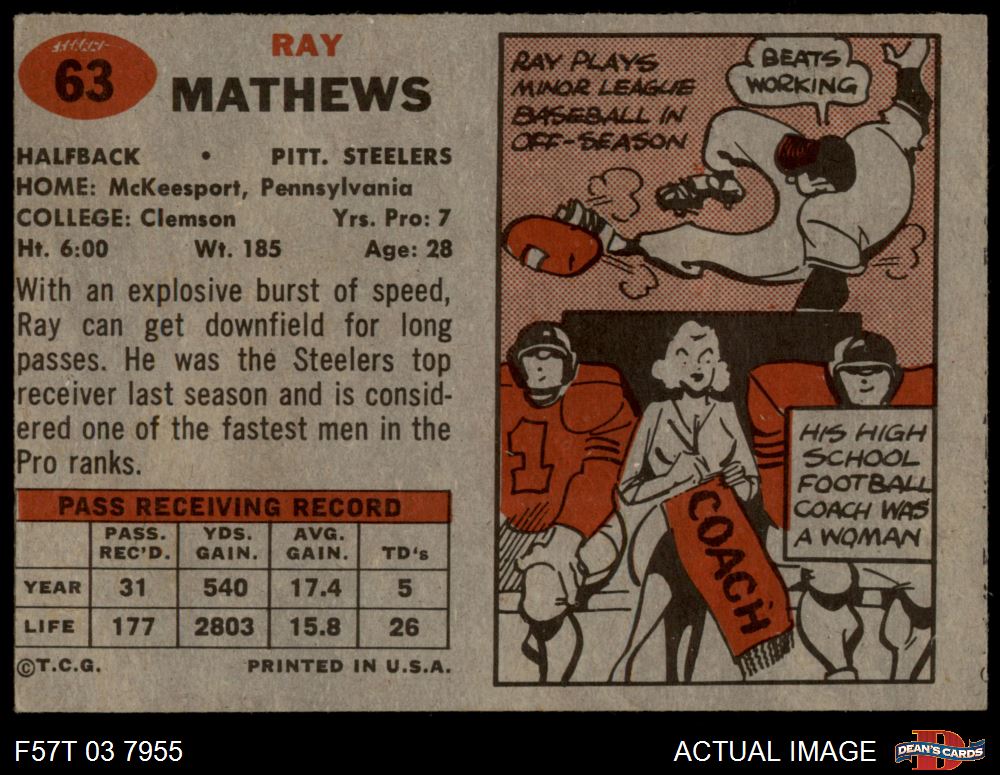 63
RAY
MATHEWS
HALFBACK • PITT. STEELERS
HOME: McKeesport, Pennsylvania
COLLEGE: Clemson Yrs. Pro: 7
Ht. 6:00 Wt. 185 Age: 28
With an explosive burst of speed,
Ray can get downfield for long
passes. He was the Steelers top
receiver last season and is consid-
ered one of the fastest men in the
Pro ranks.
PASS RECEIVING RECORD
PASS. REC'D. YDS. GAIN. AVG. GAIN. TD's
YEAR 31 540 17.4 5
LIFE 177 2803 15.8 26
©T.C.G. PRINTED IN U.S.A.
RAY PLAYS
MINOR LEAGUE
BASEBALL IN
OFF-SEASON
BEATS
WORKING
1
COACH
HIS HIGH
SCHOOL
FOOTBALL
COACH WAS
A WOMAN
F57T 03 7955
ACTUAL IMAGE
D
DEAN'S CARDS